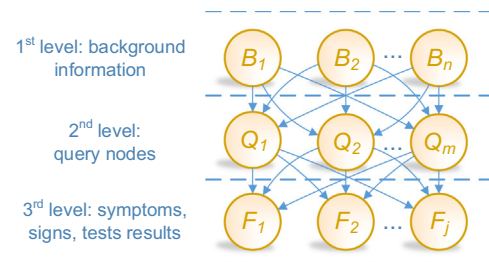 1st level: background
information
B1 B2 ... Bn
2nd level:
query nodes
Q1 Q2 ... Qm
3rd level: symptoms,
signs, tests results
F1 F2 ... Fj